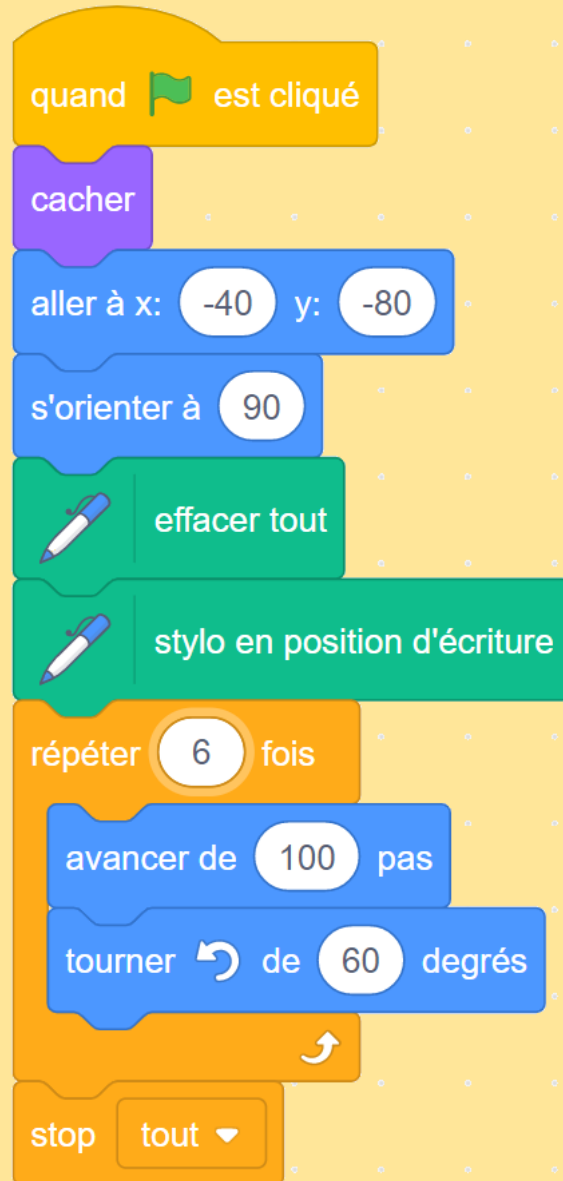 quand est cliqué
cacher
aller à x: -40 y: -80
s'orienter à 90
effacer tout
stylo en position d'écriture
répéter 6 fois
avancer de 100 pas
tourner de 60 degrés
stop tout